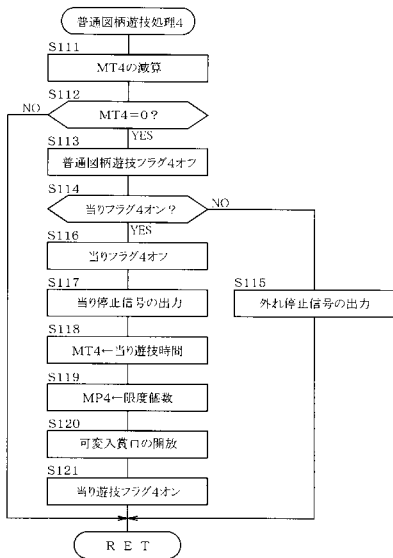 普通図柄遊技処理4
S111
MT4の減算
S112
NO
MT4=0?
YES
S113
普通図柄遊技フラグ4オフ
S114
当りフラグ4オン?
NO
YES
S116
当りフラグ4オフ
S117
当り停止信号の出力
S115
外れ停止信号の出力
S118
MT4←当り遊技時間
S119
MP4←限度個数
S120
可変入賞口の開放
S121
当り遊技フラグ4オン
RET